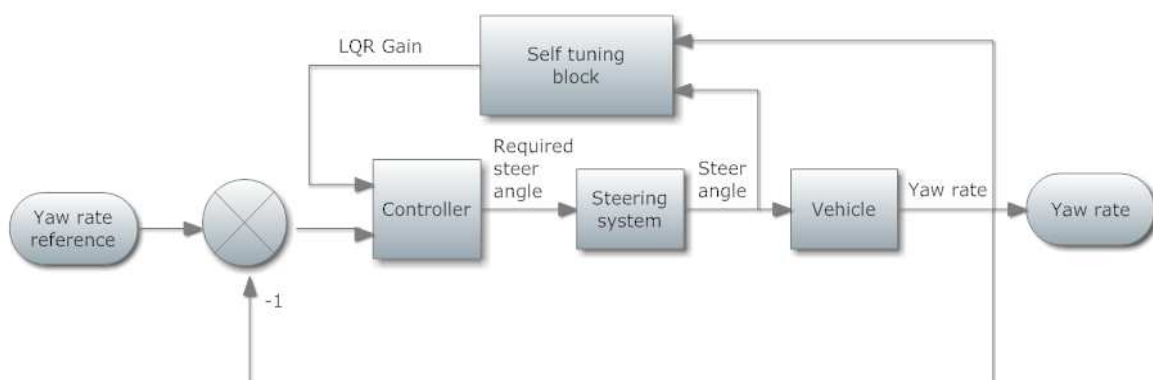 LQR Gain
Self tuning
block
Required
steer
angle
Steer
angle
Yaw rate
reference
Controller
Steering
system
Vehicle
Yaw rate
Yaw rate
-1